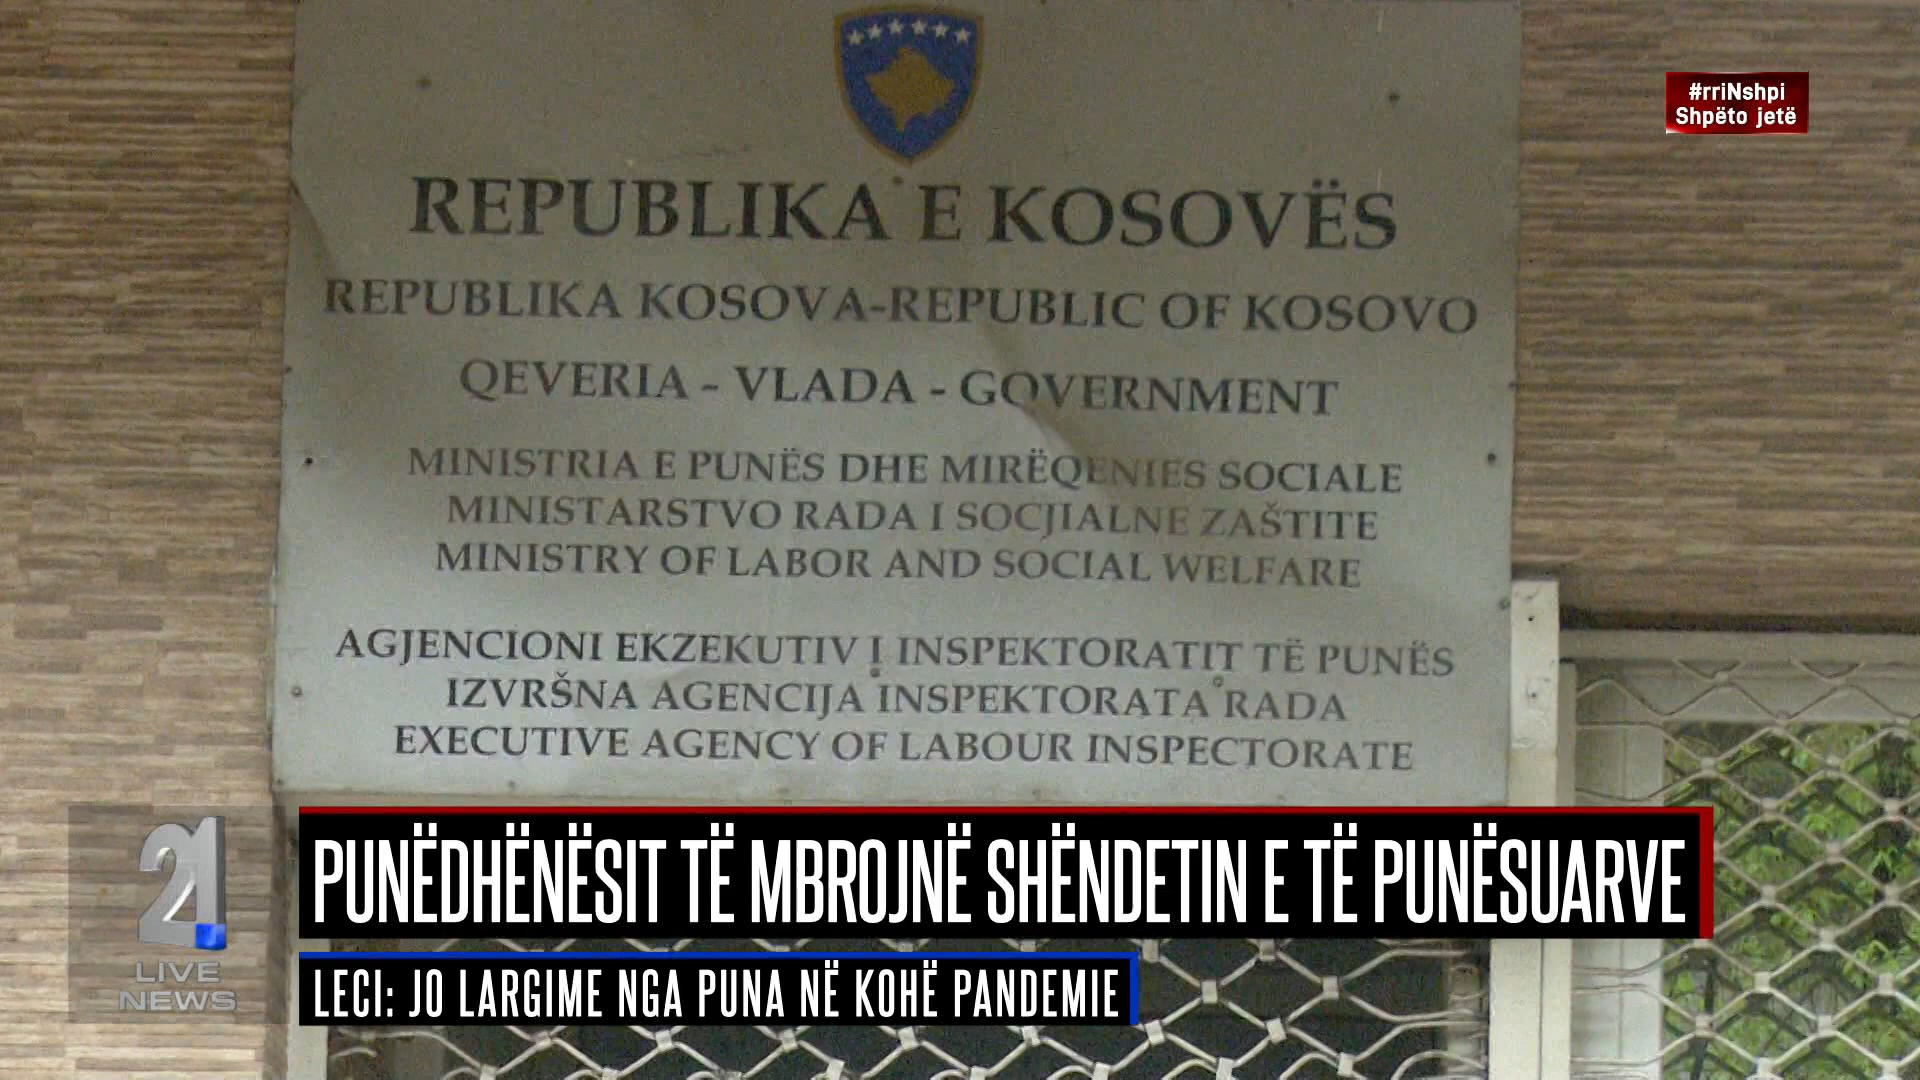 #rriNshpi
Shpëto jetë
REPUBLIKA E KOSOVËS
REPUBLIKA KOSOVA-REPUBLIC OF KOSOVO
QEVERIA - VLADA - GOVERNMENT
MINISTRIA E PUNËS DHE MIRËQENIES SOCIALE
MINISTARSTVO RADA I SOCJIALNE ZAŠTITE
MINISTRY OF LABOR AND SOCIAL WELFARE
AGJENCIONI EKZEKUTIV I INSPEKTORATIT TË PUNËS
IZVRŠNA AGENCIJA INSPEKTORATA RADA
EXECUTIVE AGENCY OF LABOUR INSPECTORATE
PUNËDHËNËSIT TË MBROJNË SHËNDETIN E TË PUNËSUARVE
LECI: JO LARGIME NGA PUNA NË KOHË PANDEMIE
21
LIVE
NEWS